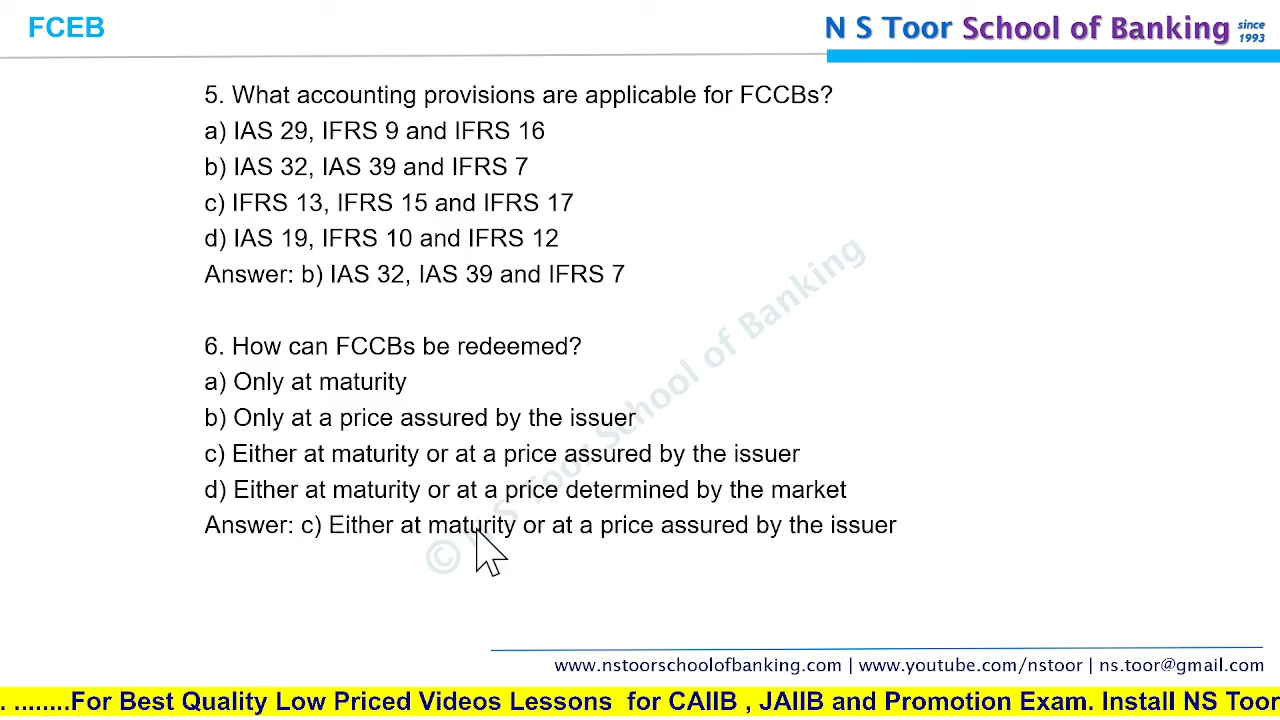 FCEB
N S Toor School of Banking since 1993
5. What accounting provisions are applicable for FCCBs?
a) IAS 29, IFRS 9 and IFRS 16
b) IAS 32, IAS 39 and IFRS 7
c) IFRS 13, IFRS 15 and IFRS 17
d) IAS 19, IFRS 10 and IFRS 12
Answer: b) IAS 32, IAS 39 and IFRS 7
6. How can FCCBs be redeemed?
a) Only at maturity
b) Only at a price assured by the issuer
c) Either at maturity or at a price assured by the issuer
d) Either at maturity or at a price determined by the market
Answer: c) Either at maturity or at a price assured by the issuer
© N S Toor School of Banking
www.nstoorschoolofbanking.com | www.youtube.com/nstoor | ns.toor@gmail.com
. ........For Best Quality Low Priced Videos Lessons for CAIIB , JAIIB and Promotion Exam. Install NS Toor